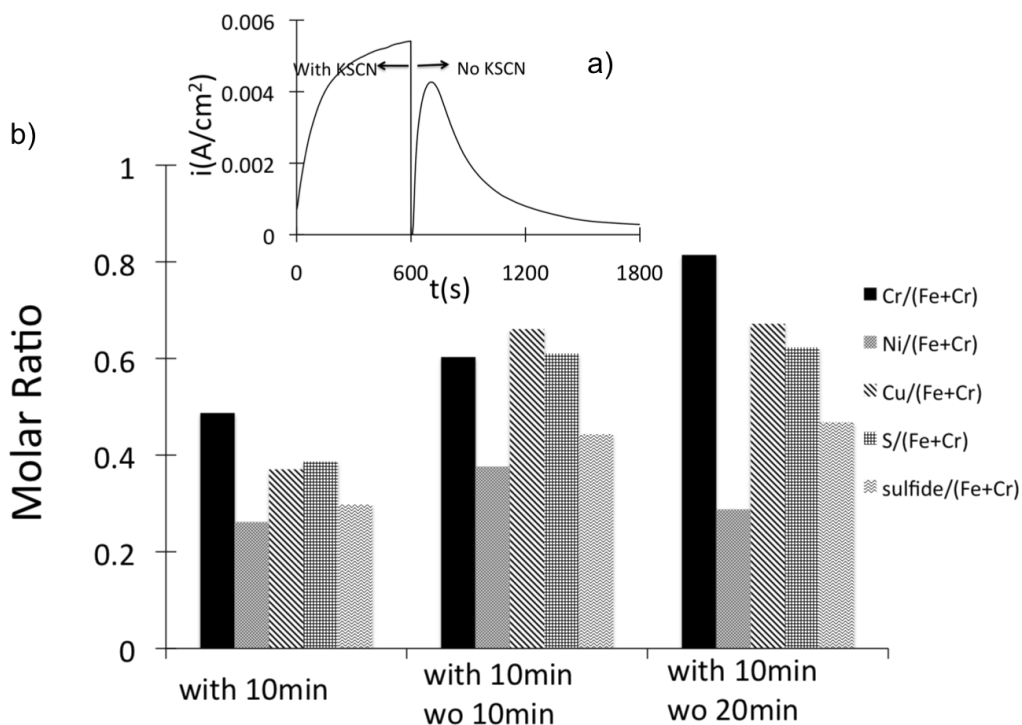 a)
i(A/cm²)
0.006
0.004
0.002
0
With KSCN
No KSCN
0
600
1200
1800
t(s)
b)
Molar Ratio
1
0.8
0.6
0.4
0.2
0
Cr/(Fe+Cr)
Ni/(Fe+Cr)
Cu/(Fe+Cr)
S/(Fe+Cr)
sulfide/(Fe+Cr)
with 10min
with 10min
wo 10min
with 10min
wo 20min